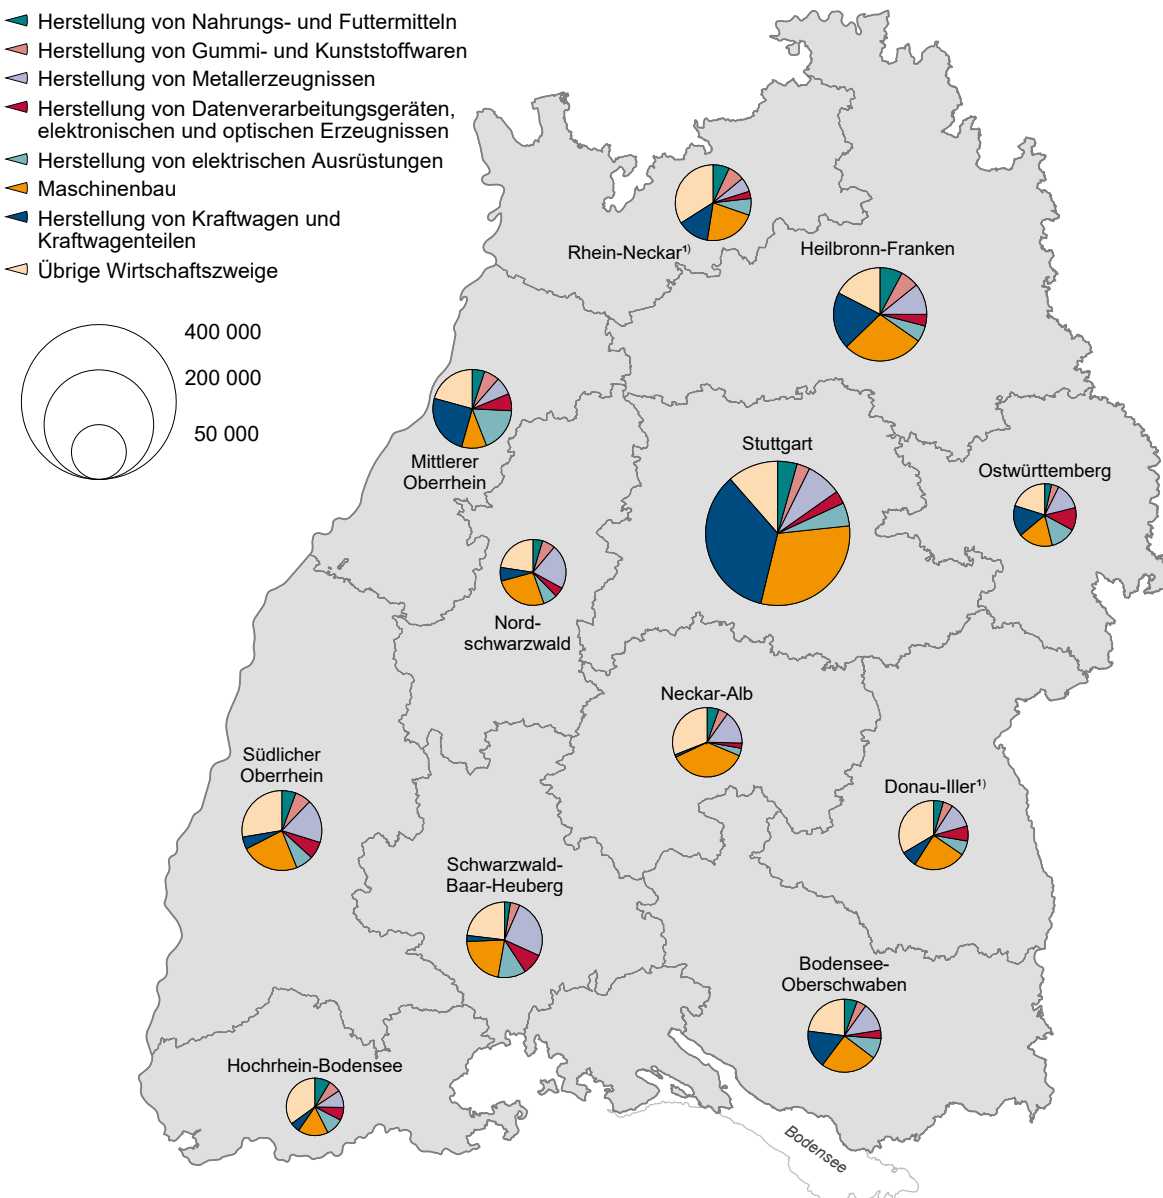 Herstellung von Nahrungs- und Futtermitteln
Herstellung von Gummi- und Kunststoffwaren
Herstellung von Metallerzeugnissen
Herstellung von Datenverarbeitungsgeräten,
elektronischen und optischen Erzeugnissen
Herstellung von elektrischen Ausrüstungen
Maschinenbau
Herstellung von Kraftwagen und
Kraftwagenteilen
Übrige Wirtschaftszweige
400 000
200 000
50 000
Rhein-Neckar¹⁾
Heilbronn-Franken
Mittlerer
Oberrhein
Stuttgart
Ostwürttemberg
Nord-
schwarzwald
Neckar-Alb
Südlicher
Oberrhein
Donau-Iller¹⁾
Schwarzwald-
Baar-Heuberg
Bodensee-
Oberschwaben
Hochrhein-Bodensee
Bodensee